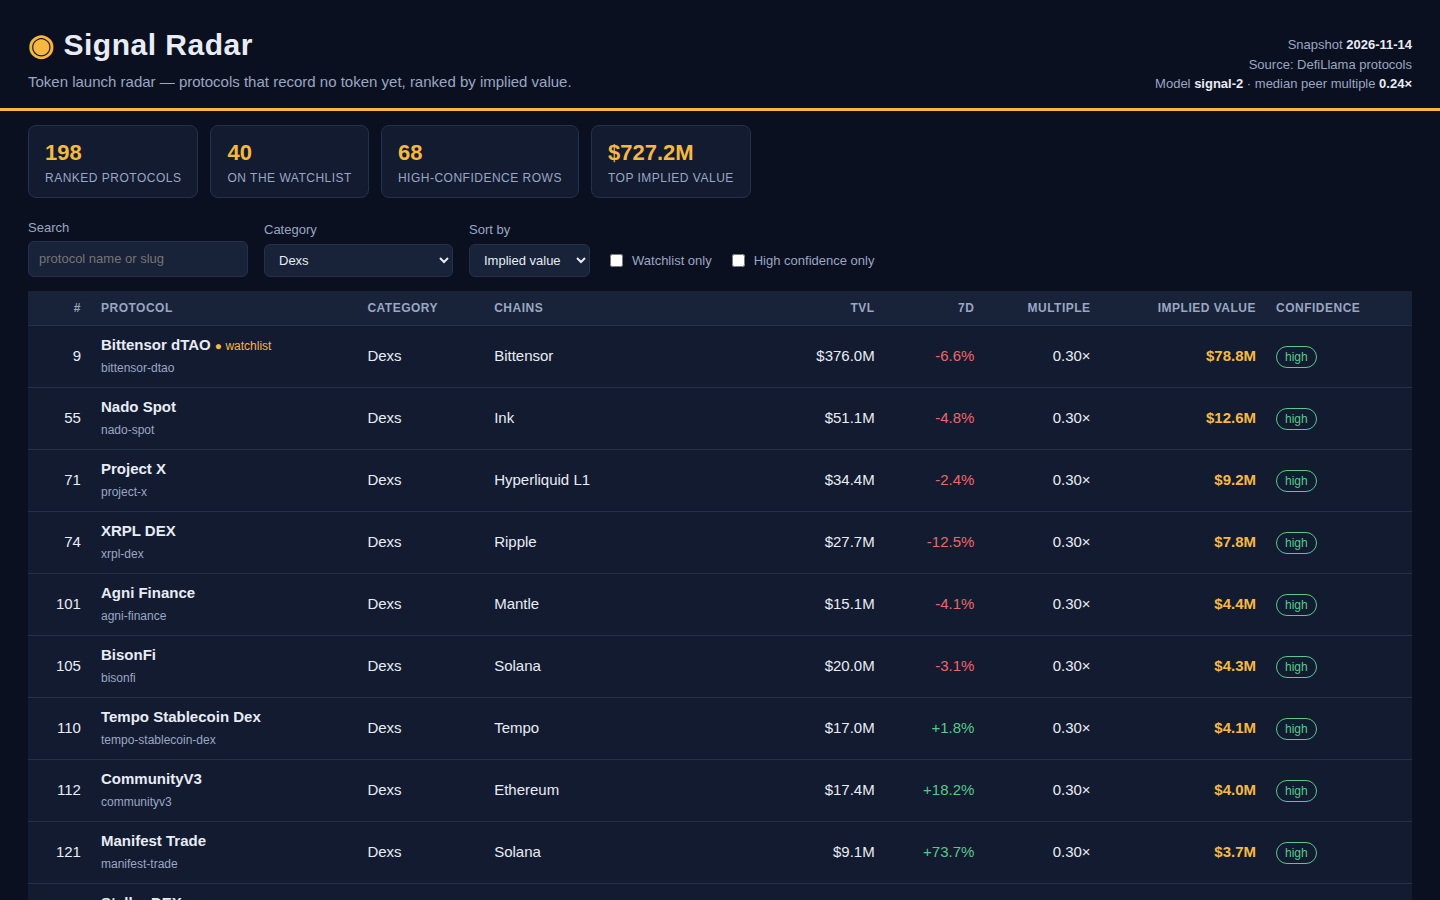 Signal Radar
Token launch radar — protocols that record no token yet, ranked by implied value.
Snapshot 2026-11-14
Source: DefiLlama protocols
Model signal-2 · median peer multiple 0.24×
198
RANKED PROTOCOLS
40
ON THE WATCHLIST
68
HIGH-CONFIDENCE ROWS
$727.2M
TOP IMPLIED VALUE
Search
protocol name or slug
Category
Dexs
Sort by
Implied value
Watchlist only
High confidence only
# PROTOCOL CATEGORY CHAINS TVL 7D MULTIPLE IMPLIED VALUE CONFIDENCE
9 Bittensor dTAO ● watchlist Dexs Bittensor $376.0M -6.6% 0.30× $78.8M high
bittensor-dtao
55 Nado Spot Dexs Ink $51.1M -4.8% 0.30× $12.6M high
nado-spot
71 Project X Dexs Hyperliquid L1 $34.4M -2.4% 0.30× $9.2M high
project-x
74 XRPL DEX Dexs Ripple $27.7M -12.5% 0.30× $7.8M high
xrpl-dex
101 Agni Finance Dexs Mantle $15.1M -4.1% 0.30× $4.4M high
agni-finance
105 BisonFi Dexs Solana $20.0M -3.1% 0.30× $4.3M high
bisonfi
110 Tempo Stablecoin Dex Dexs Tempo $17.0M +1.8% 0.30× $4.1M high
tempo-stablecoin-dex
112 CommunityV3 Dexs Ethereum $17.4M +18.2% 0.30× $4.0M high
communityv3
121 Manifest Trade Dexs Solana $9.1M +73.7% 0.30× $3.7M high
manifest-trade